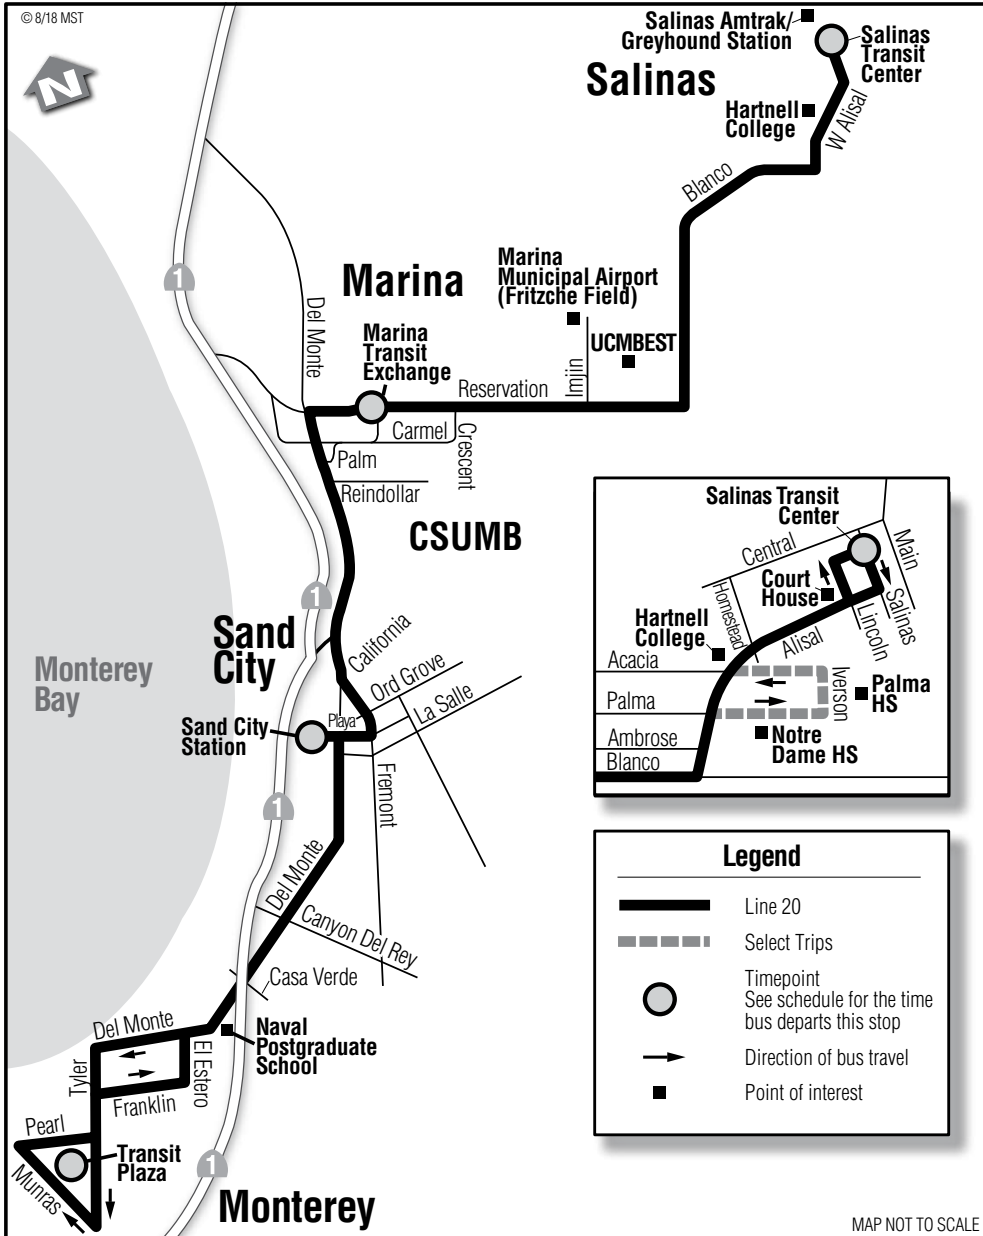 © 8/18 MST
N
Salinas Amtrak/
Greyhound Station
Salinas
Transit
Center
Salinas
Hartnell
College
W Alisal
Blanco
1
Marina
Municipal Airport
(Fritzche Field)
Marina
Del Monte
Marina
Transit
Exchange
UCMBEST
Imjin
Reservation
Carmel
Crescent
Palm
Reindollar
CSUMB
1
Sand
City
California
Monterey
Bay
Ord Grove
La Salle
Playa
Sand City
Station
Fremont
1
Del Monte
Canyon Del Rey
Casa Verde
Naval
Postgraduate
School
Del Monte
Tyler
El Estero
Franklin
Pearl
Transit
Plaza
Munras
1
Monterey
Salinas Transit
Center
Central
Main
Court
House
Salinas
Lincoln
Homestead
Hartnell
College
Alisal
Acacia
Iverson
Palma
HS
Palma
Notre
Dame HS
Ambrose
Blanco
Legend
Line 20
Select Trips
Timepoint
See schedule for the time
bus departs this stop
Direction of bus travel
Point of interest
MAP NOT TO SCALE